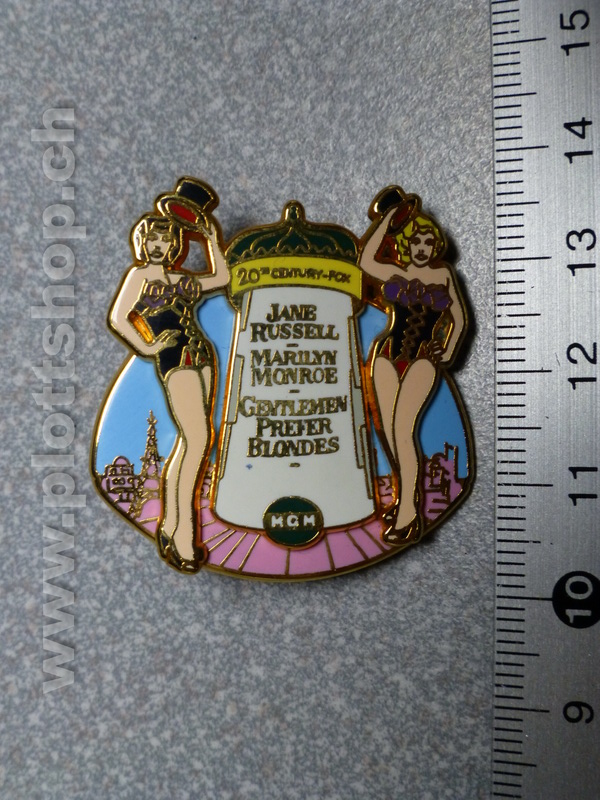 www.plottshop.ch
20TH CENTURY-FOX
JANE
RUSSELL
-
MARILYN
MONROE
-
GENTLEMEN
PREFER
BLONDES
-
MGM
15
14
13
12
11
10
9